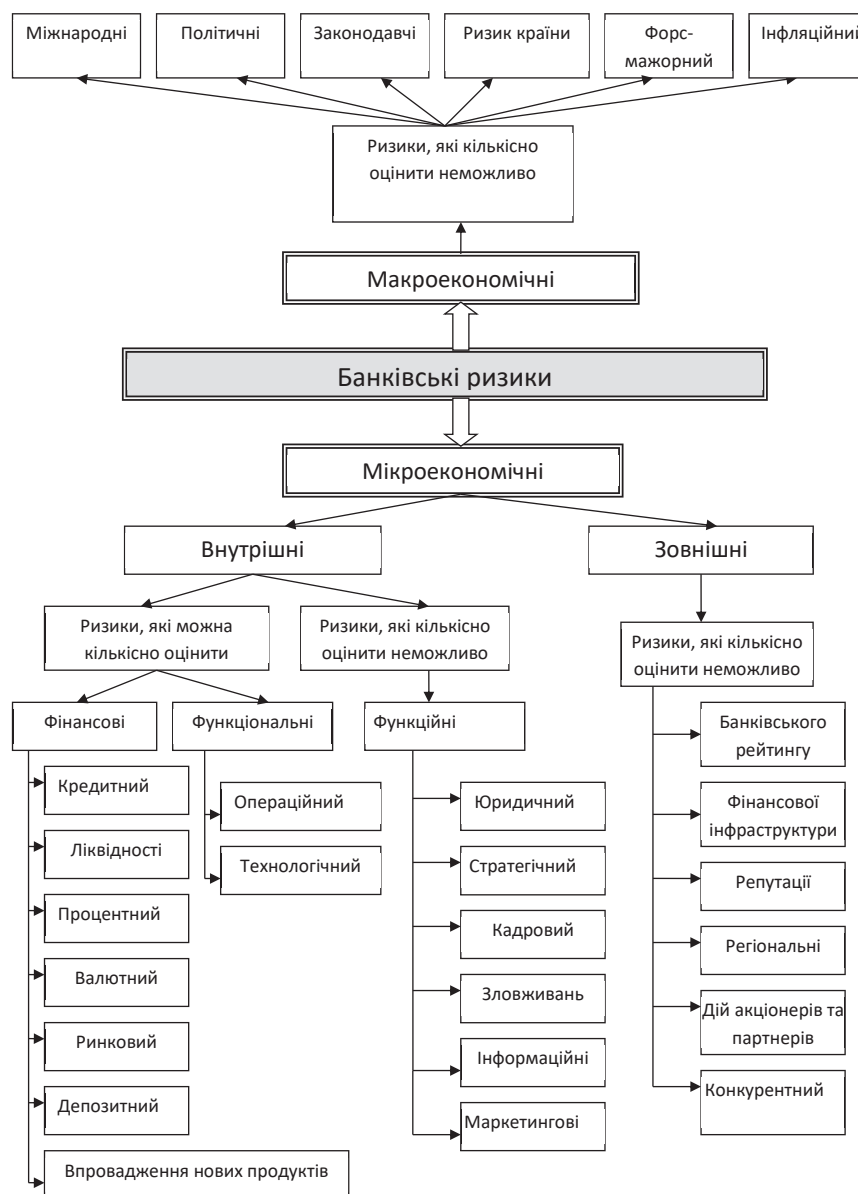 Міжнародні
Політичні
Законодавчі
Ризик країни
Форс-
мажорний
Інфляційний
Ризики, які кількісно
оцінити неможливо
Макроекономічні
Банківські ризики
Мікроекономічні
Внутрішні
Зовнішні
Ризики, які можна
кількісно оцінити
Ризики, які кількісно
оцінити неможливо
Ризики, які кількісно
оцінити неможливо
Фінансові
Функціональні
Функційні
Кредитний
Ліквідності
Процентний
Валютний
Ринковий
Депозитний
Впровадження нових продуктів
Операційний
Технологічний
Юридичний
Стратегічний
Кадровий
Зловживань
Інформаційні
Маркетингові
Банківського
рейтингу
Фінансової
інфраструктури
Репутації
Регіональні
Дій акціонерів та
партнерів
Конкурентний